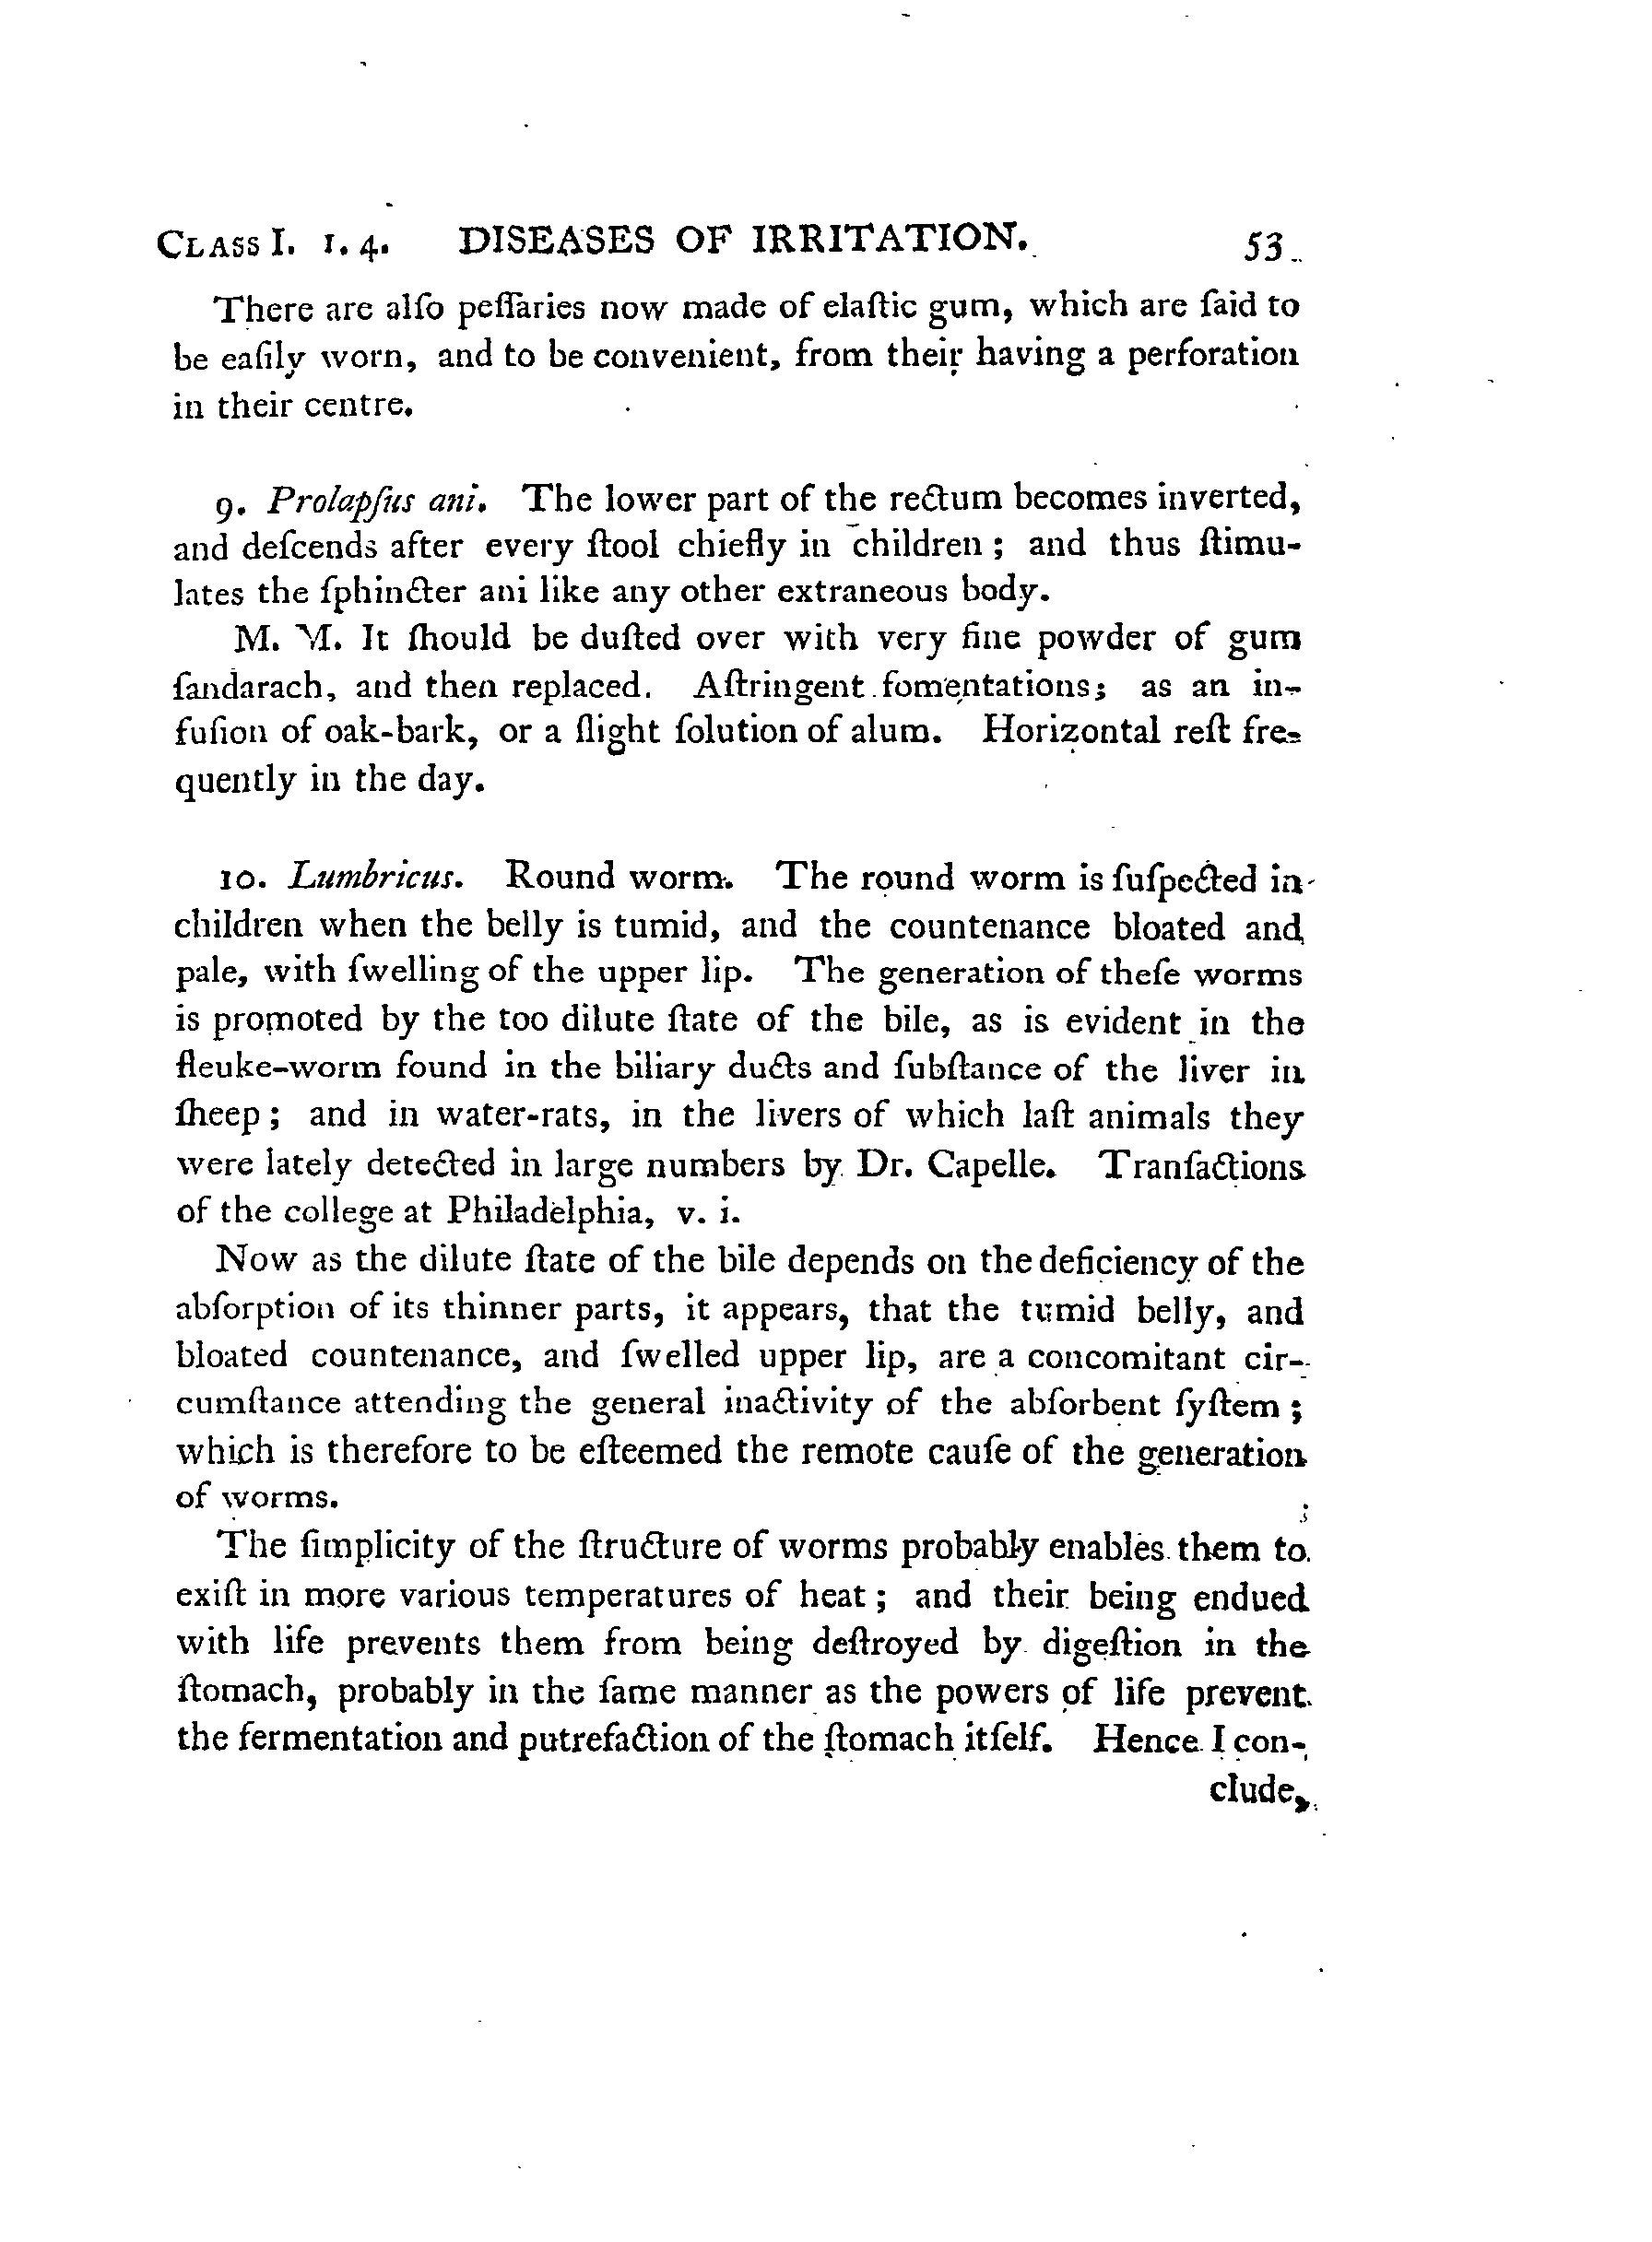 CLASS I. 1. 4. DISEASES OF IRRITATION. 53
There are alſo peſſaries now made of elaſtic gum, which are ſaid to
be eaſily worn, and to be convenient, from their having a perforation
in their centre.
9. Prolapſus ani. The lower part of the rectum becomes inverted,
and deſcends after every ſtool chiefly in children; and thus ſtimu-
lates the ſphincter ani like any other extraneous body.
M. M. It ſhould be duſted over with very fine powder of gum
ſandarach, and then replaced. Aſtringent fomentations; as an in-
fuſion of oak-bark, or a ſlight ſolution of alum. Horizontal reſt fre-
quently in the day.
10. Lumbricus. Round worm. The round worm is ſuſpected in
children when the belly is tumid, and the countenance bloated and
pale, with ſwelling of the upper lip. The generation of theſe worms
is promoted by the too dilute ſtate of the bile, as is evident in the
fleuke-worm found in the biliary ducts and ſubſtance of the liver in
ſheep; and in water-rats, in the livers of which laſt animals they
were lately detected in large numbers by Dr. Capelle. Tranſactions
of the college at Philadelphia, v. i.
Now as the dilute ſtate of the bile depends on the deficiency of the
abſorption of its thinner parts, it appears, that the tumid belly, and
bloated countenance, and ſwelled upper lip, are a concomitant cir-
cumſtance attending the general inactivity of the abſorbent ſyſtem;
which is therefore to be eſteemed the remote cauſe of the generation
of worms.
The ſimplicity of the ſtructure of worms probably enables them to
exiſt in more various temperatures of heat; and their being endued
with life prevents them from being deſtroyed by digeſtion in the
ſtomach, probably in the ſame manner as the powers of life prevent
the fermentation and putrefaction of the ſtomach itſelf. Hence I con-
clude,